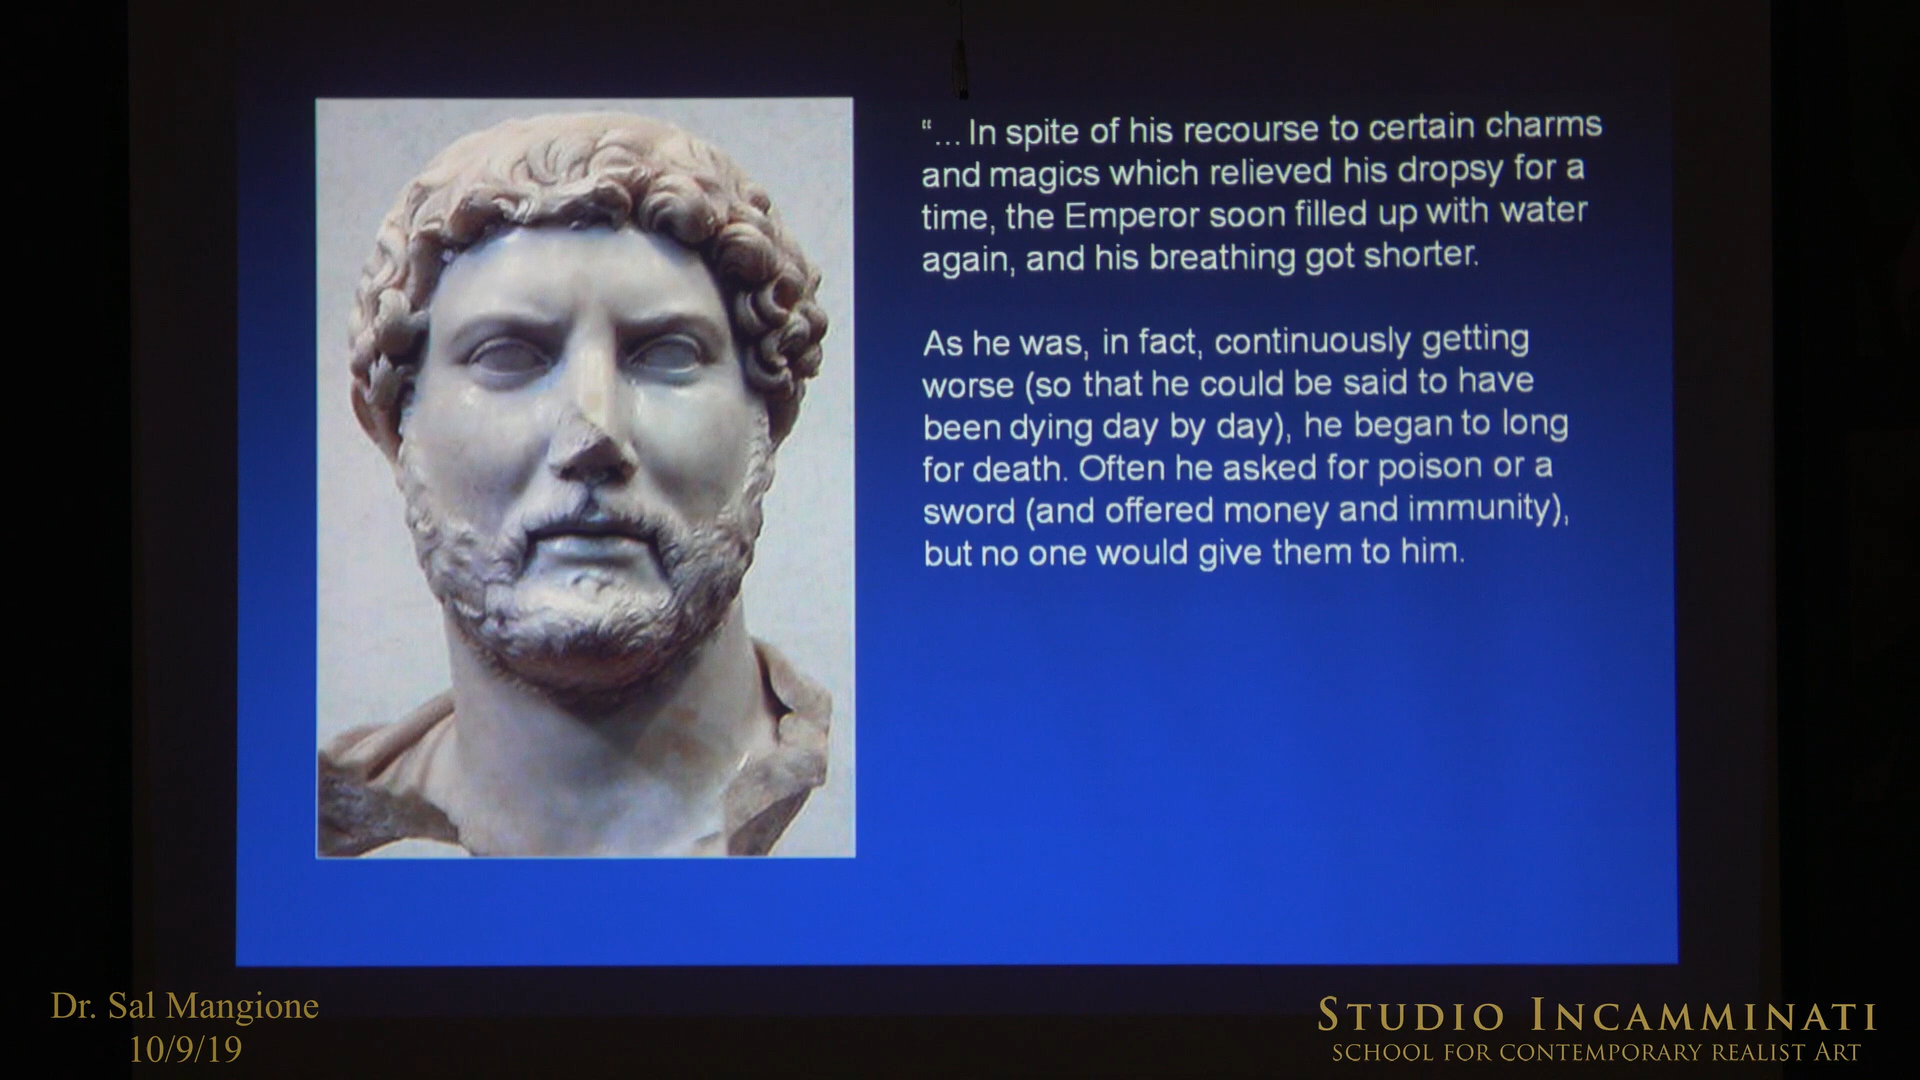 “... In spite of his recourse to certain charms
and magics which relieved his dropsy for a
time, the Emperor soon filled up with water
again, and his breathing got shorter.
As he was, in fact, continuously getting
worse (so that he could be said to have
been dying day by day), he began to long
for death. Often he asked for poison or a
sword (and offered money and immunity),
but no one would give them to him.
Dr. Sal Mangione
10/9/19
STUDIO INCAMMINATI
SCHOOL FOR CONTEMPORARY REALIST ART